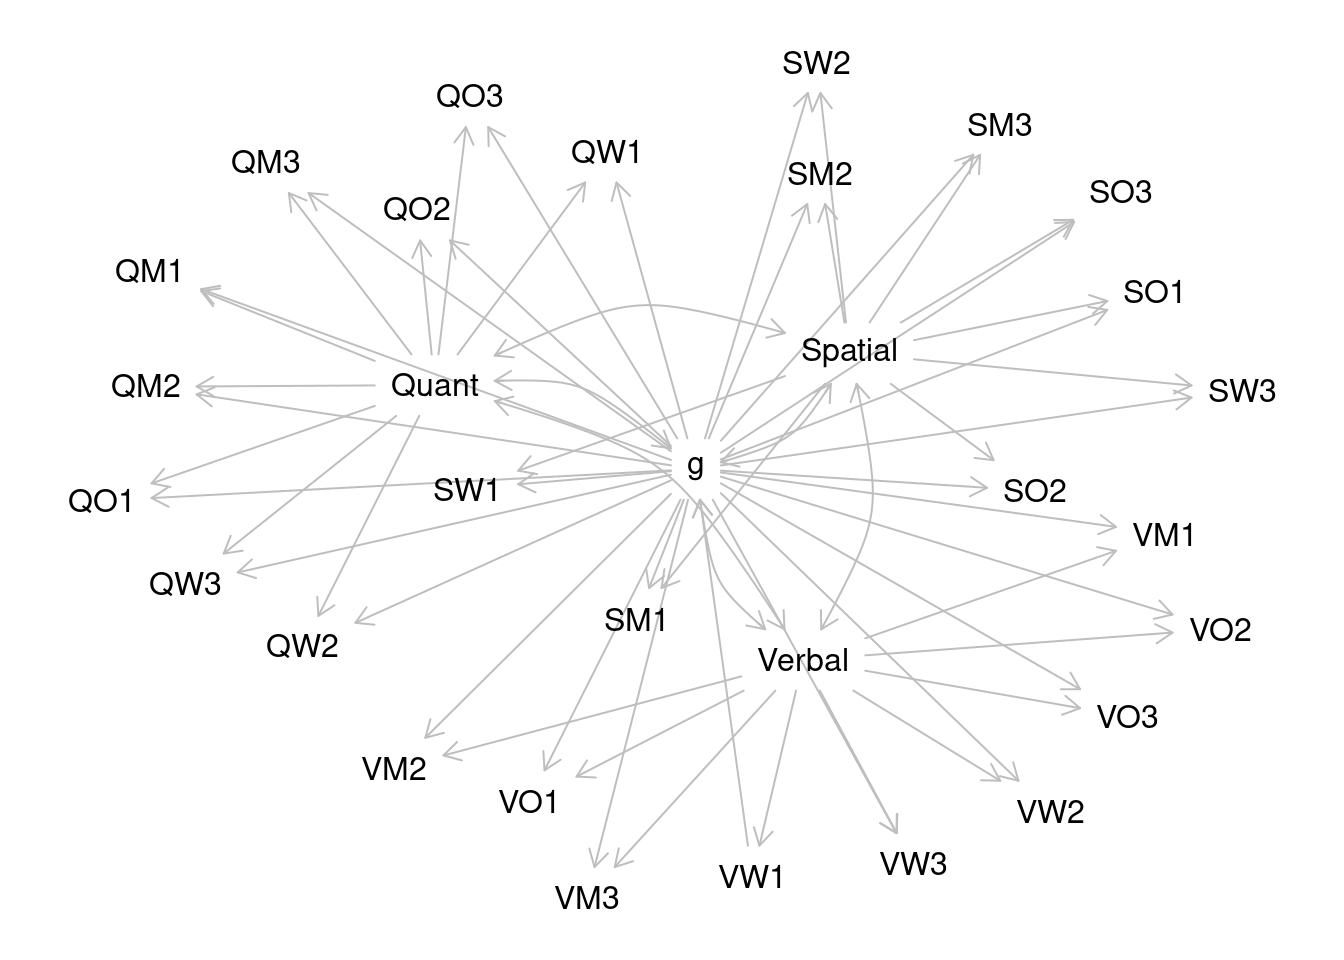 SW2
QO3
SM3
QW1
QM3
SM2
SO3
QO2
QM1
SO1
Spatial
QM2
Quant
SW3
g
SW1
SO2
QO1
VM1
QW3
SM1
VO2
QW2
Verbal
VO3
VM2
VO1
VW2
VW3
VW1
VM3